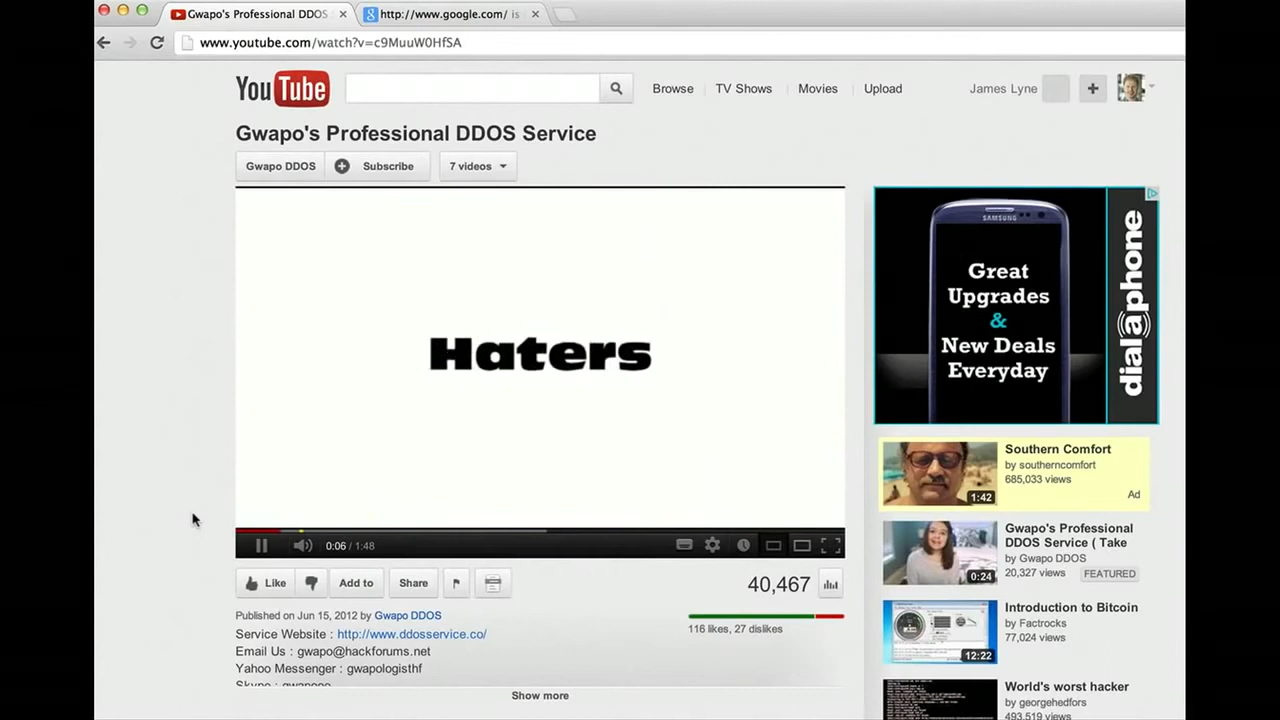 Gwapo's Professional DDOS
http://www.google.com/ is
www.youtube.com/watch?v=c9MuuW0HfSA
YouTube
Browse
TV Shows
Movies
Upload
James Lyne
Gwapo's Professional DDOS Service
Gwapo DDOS
Subscribe
7 videos
Haters
SAMSUNG
Great
Upgrades
&
New Deals
Everyday
dialaphone
Southern Comfort
by southerncomfort
685,033 views
Ad
1:42
Gwapo's Professional
DDOS Service ( Take
by Gwapo DDOS
20,327 views FEATURED
0:24
Introduction to Bitcoin
by Factrocks
77,024 views
12:22
World's worst hacker
by georgehedfors
493,519 views
0:06 / 1:48
Like
Add to
Share
40,467
Published on Jun 15, 2012 by Gwapo DDOS
116 likes, 27 dislikes
Service Website : http://www.ddosservice.co/
Email Us : gwapo@hackforums.net
Yahoo Messenger :
Show more